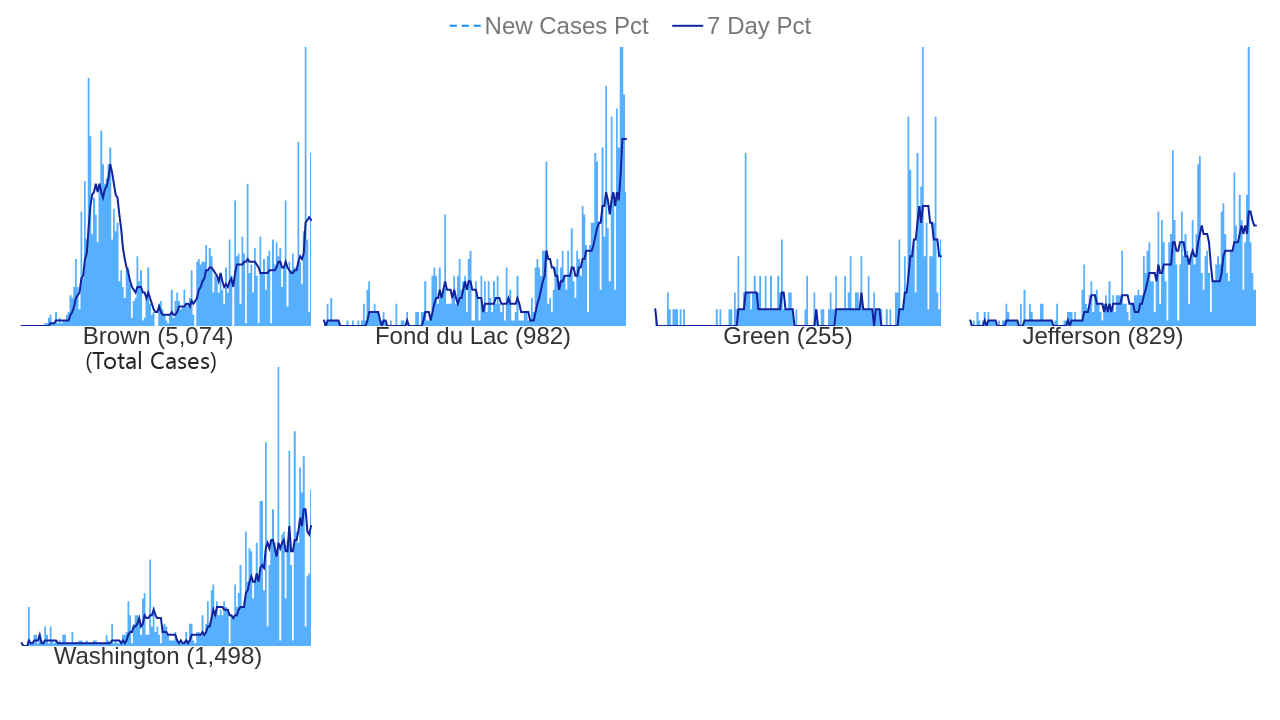 New Cases Pct 7 Day Pct
Brown (5,074)
(Total Cases)
Fond du Lac (982)
Green (255)
Jefferson (829)
Washington (1,498)